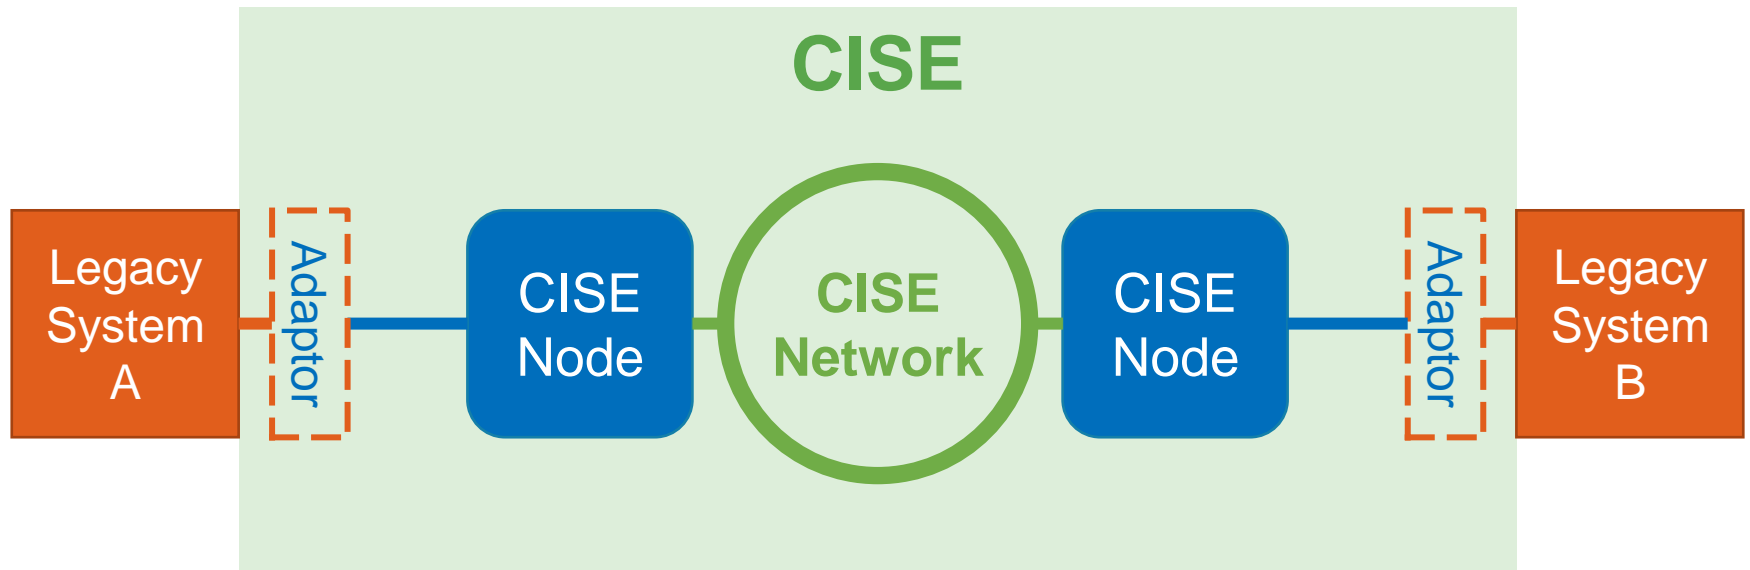 CISE
Legacy
System
A
Adaptor
CISE
Node
CISE
Network
CISE
Node
Adaptor
Legacy
System
B